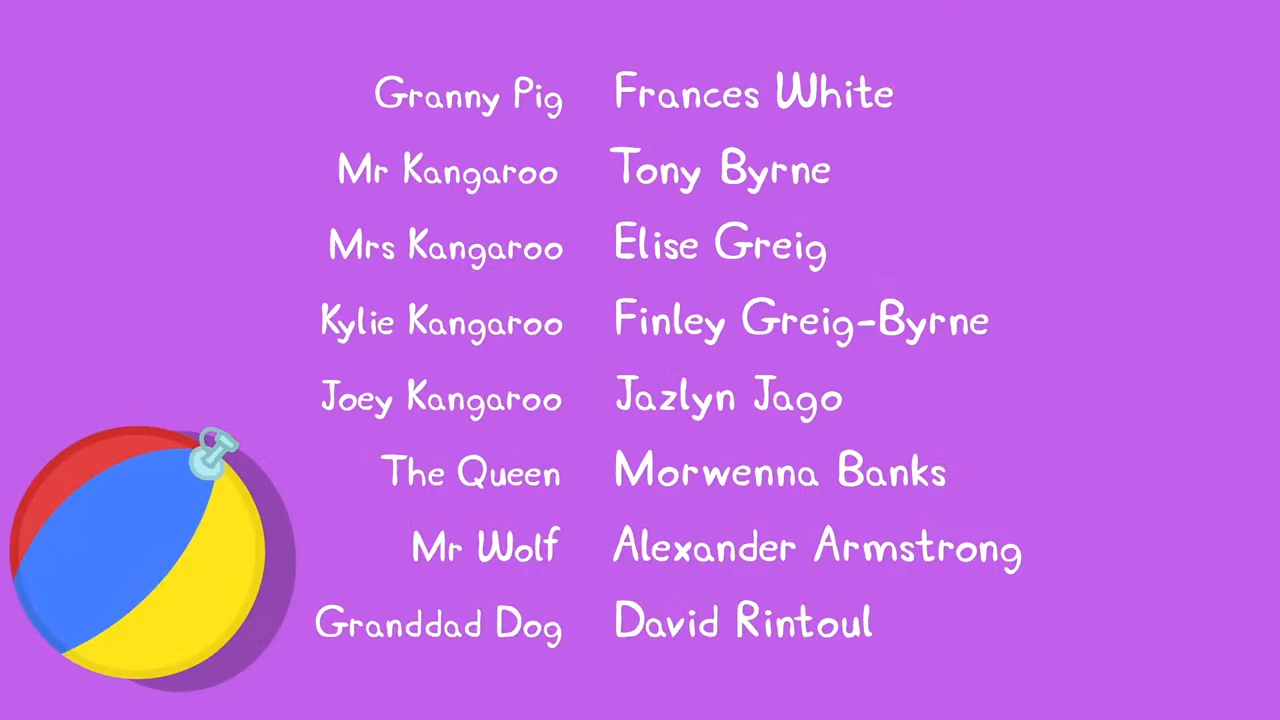 Granny Pig Frances White
Mr Kangaroo Tony Byrne
Mrs Kangaroo Elise Greig
Kylie Kangaroo Finley Greig-Byrne
Joey Kangaroo Jazlyn Jago
The Queen Morwenna Banks
Mr Wolf Alexander Armstrong
Granddad Dog David Rintoul